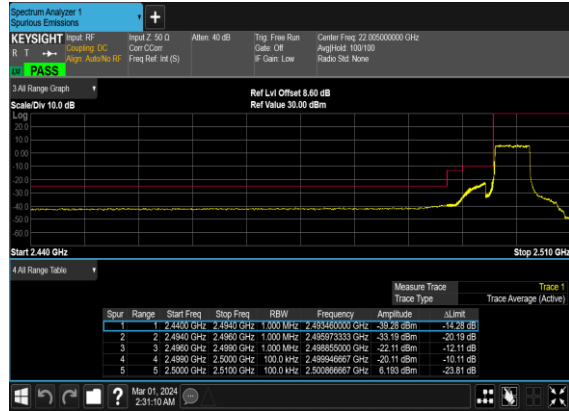 Spectrum Analyzer 1
Spurious Emissions
KEYSIGHT
R T
PASS
Input: RF
Coupling: DC
Align: Auto/No RF
Input Z: 50 Ω
Corr CCorr
Freq Ref: Int (S)
Atten: 40 dB
Trig: Free Run
Gate: Off
IF Gain: Low
Center Freq: 22.005000000 GHz
Avg|Hold: 100/100
Radio Std: None
3 All Range Graph
Scale/Div 10.0 dB
Ref Lvl Offset 8.60 dB
Ref Value 30.00 dBm
Log
20.0
10.0
0.00
-10.0
-20.0
-30.0
-40.0
-50.0
-60.0
Start 2.440 GHz
Stop 2.510 GHz
4 All Range Table
Measure Trace Trace 1
Trace Type Trace Average (Active)
Spur Range Start Freq Stop Freq RBW Frequency Amplitude ΔLimit
1 1 2.4400 GHz 2.4940 GHz 1.000 MHz 2.493460000 GHz -39.28 dBm -14.28 dB
2 2 2.4940 GHz 2.4960 GHz 1.000 MHz 2.495973333 GHz -33.19 dBm -20.19 dB
3 3 2.4960 GHz 2.4990 GHz 1.000 MHz 2.498855000 GHz -22.11 dBm -12.11 dB
4 4 2.4990 GHz 2.5000 GHz 100.0 kHz 2.499946667 GHz -20.11 dBm -10.11 dB
5 5 2.5000 GHz 2.5100 GHz 100.0 kHz 2.500866667 GHz 6.193 dBm -23.81 dB
?
Mar 01, 2024
2:31:10 AM